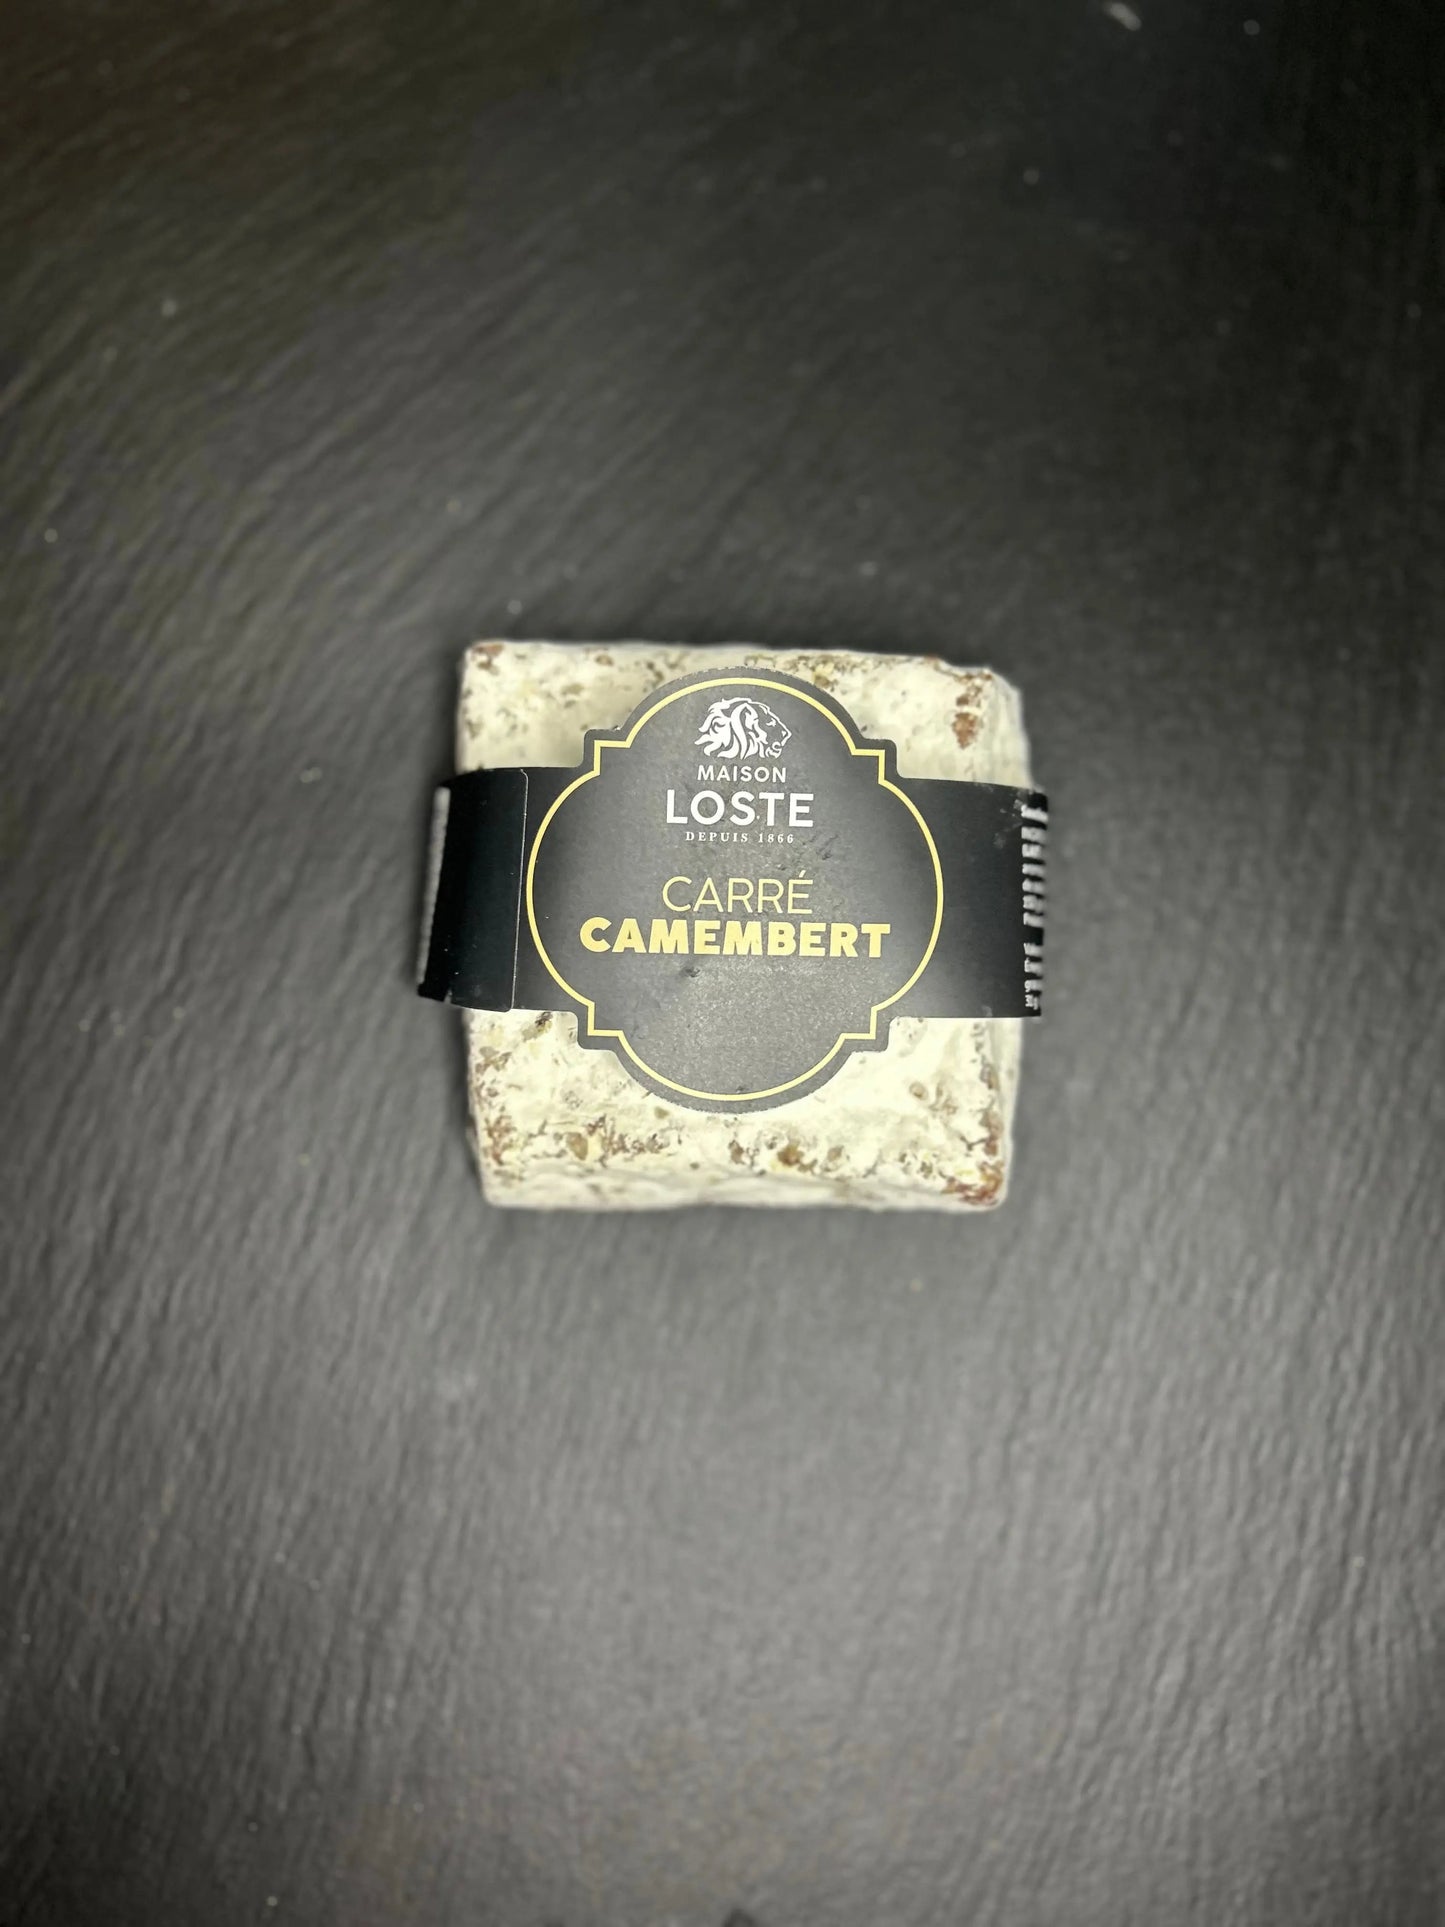 MAISON
LOSTE
DEPUIS 1866
CARRÉ
CAMEMBERT